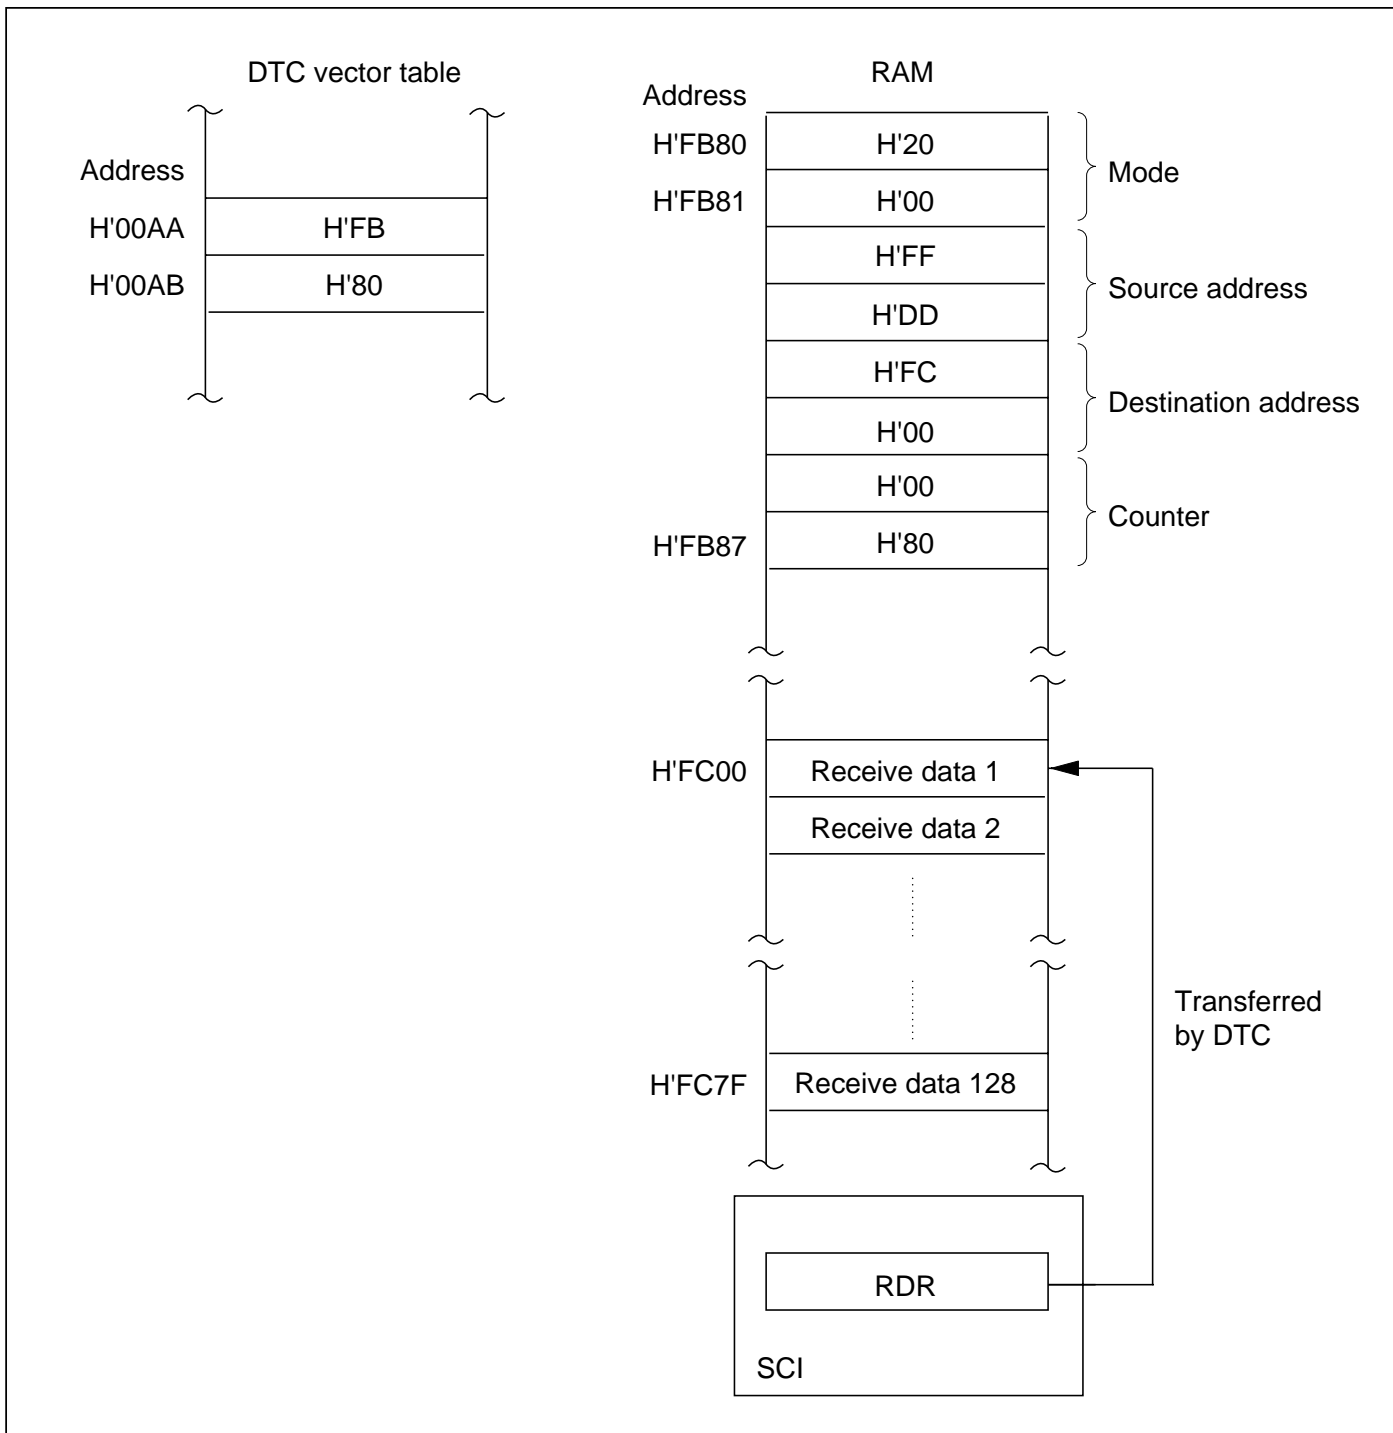 DTC vector table
Address
H'00AA H'FB
H'00AB H'80
RAM
Address
H'FB80 H'20
H'FB81 H'00
Mode
H'FF
H'DD
Source address
H'FC
H'00
Destination address
H'00
H'FB87 H'80
Counter
H'FC00 Receive data 1
Receive data 2
H'FC7F Receive data 128
Transferred
by DTC
RDR
SCI